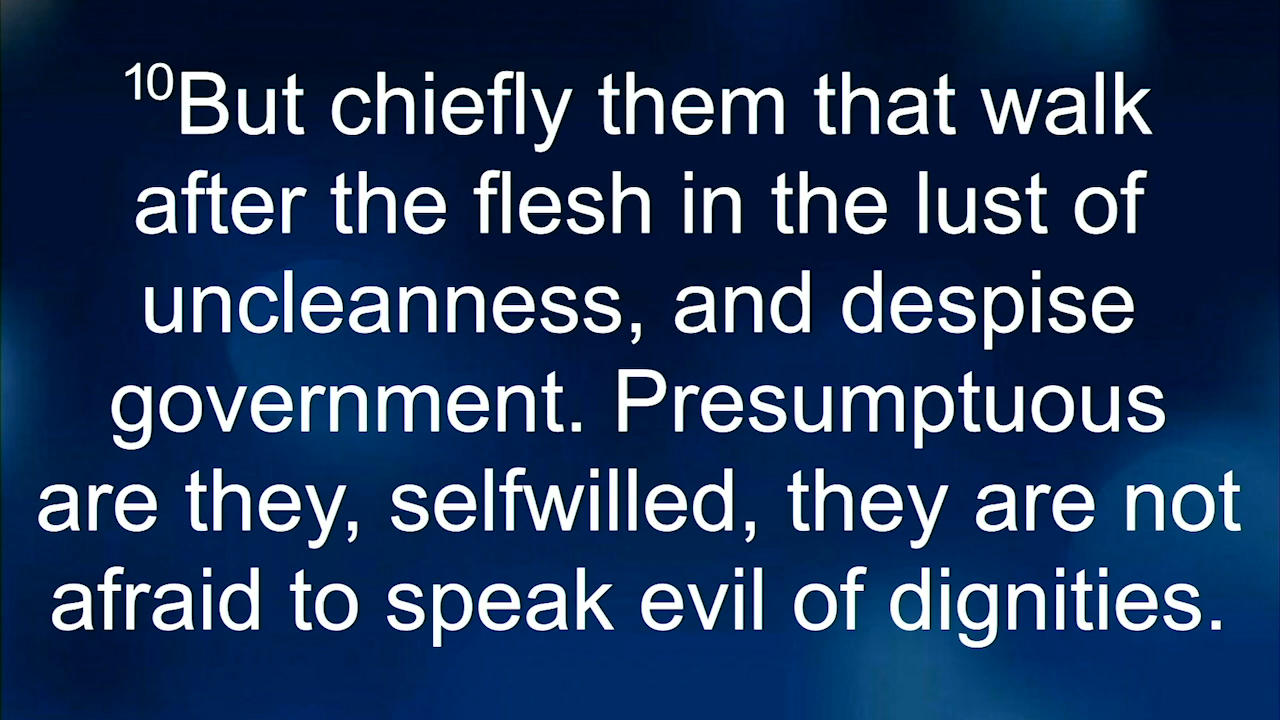 10But chiefly them that walk
after the flesh in the lust of
uncleanness, and despise
government. Presumptuous
are they, selfwilled, they are not
afraid to speak evil of dignities.